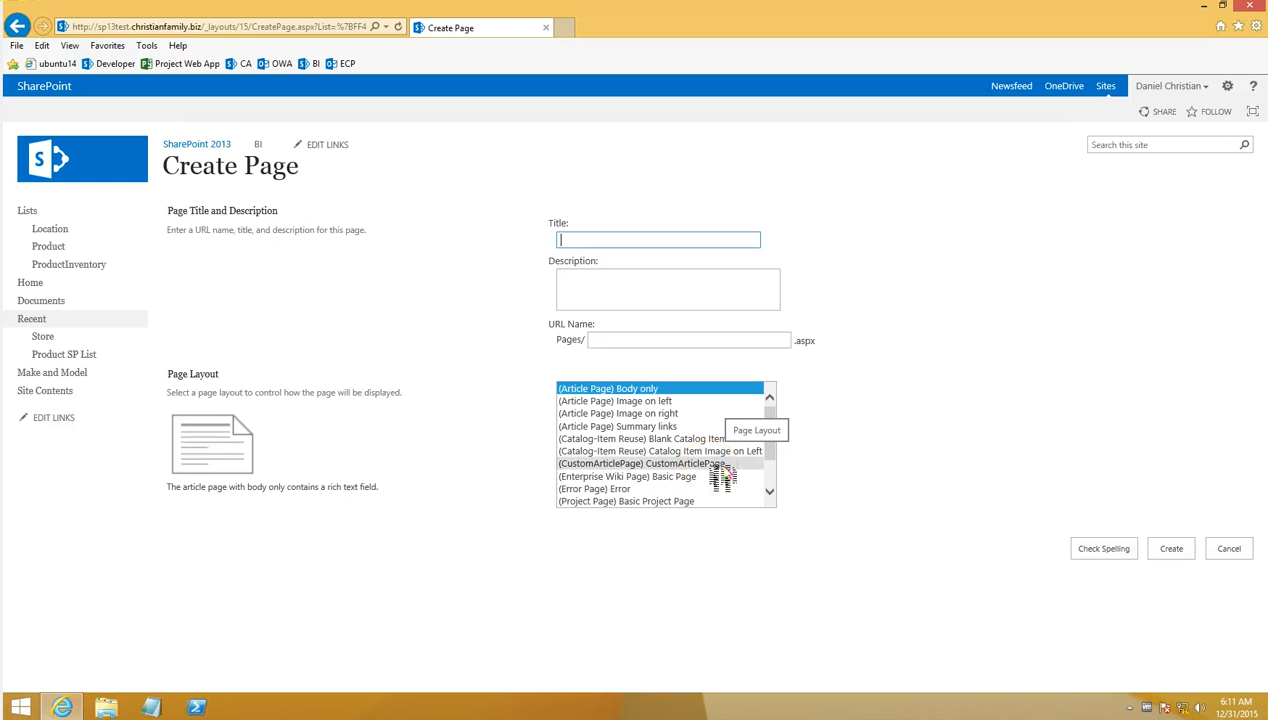 http://sp13test.christianfamily.biz/_layouts/15/CreatePage.aspx?List=%7BFF4
Create Page
File Edit View Favorites Tools Help
ubuntu14 Developer Project Web App CA OWA BI ECP
SharePoint
Newsfeed OneDrive Sites Daniel Christian ?
SHARE FOLLOW
S
SharePoint 2013 BI EDIT LINKS
Create Page
Search this site
Lists
Location
Product
ProductInventory
Home
Documents
Recent
Store
Product SP List
Make and Model
Site Contents
EDIT LINKS
Page Title and Description
Enter a URL name, title, and description for this page.
Title:
Description:
URL Name:
Pages/ .aspx
Page Layout
Select a page layout to control how the page will be displayed.
The article page with body only contains a rich text field.
(Article Page) Body only
(Article Page) Image on left
(Article Page) Image on right
(Article Page) Summary links
Page Layout
(Catalog-Item Reuse) Blank Catalog Item
(Catalog-Item Reuse) Catalog Item Image on Left
(CustomArticlePage) CustomArticlePage
(Enterprise Wiki Page) Basic Page
(Error Page) Error
(Project Page) Basic Project Page
Check Spelling Create Cancel
6:11 AM
12/31/2015